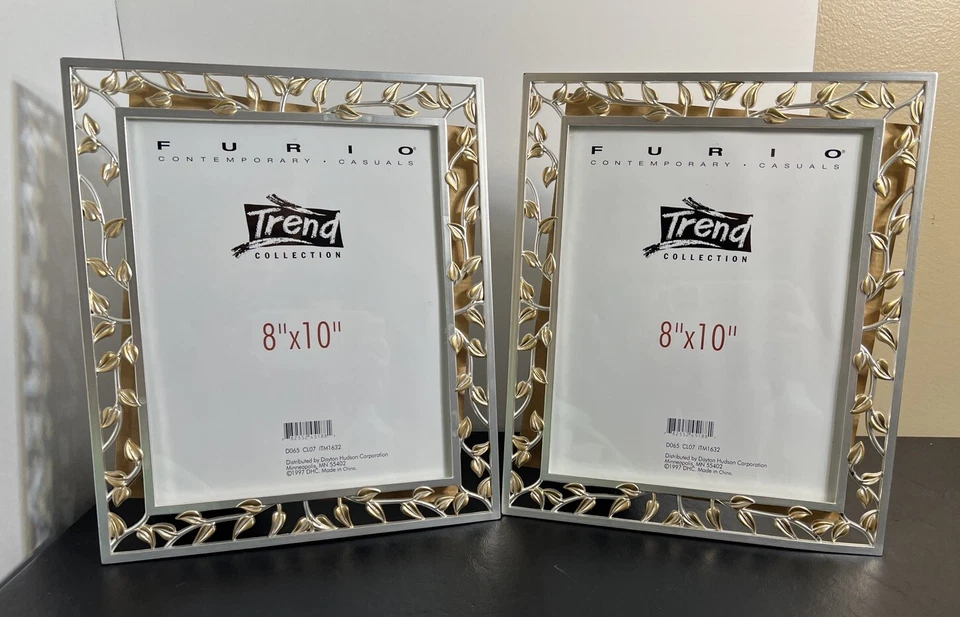 FURIO®
CONTEMPORARY · CASUALS
Trend
COLLECTION
8"x10"
D065 CL07 ITM1632
Distributed by Dayton Hudson Corporation
Minneapolis, MN 55402
©1997 DHC. Made in China.
FURIO®
CONTEMPORARY · CASUALS
Trend
COLLECTION
8"x10"
D065 CL07 ITM1632
Distributed by Dayton Hudson Corporation
Minneapolis, MN 55402
©1997 DHC. Made in China.